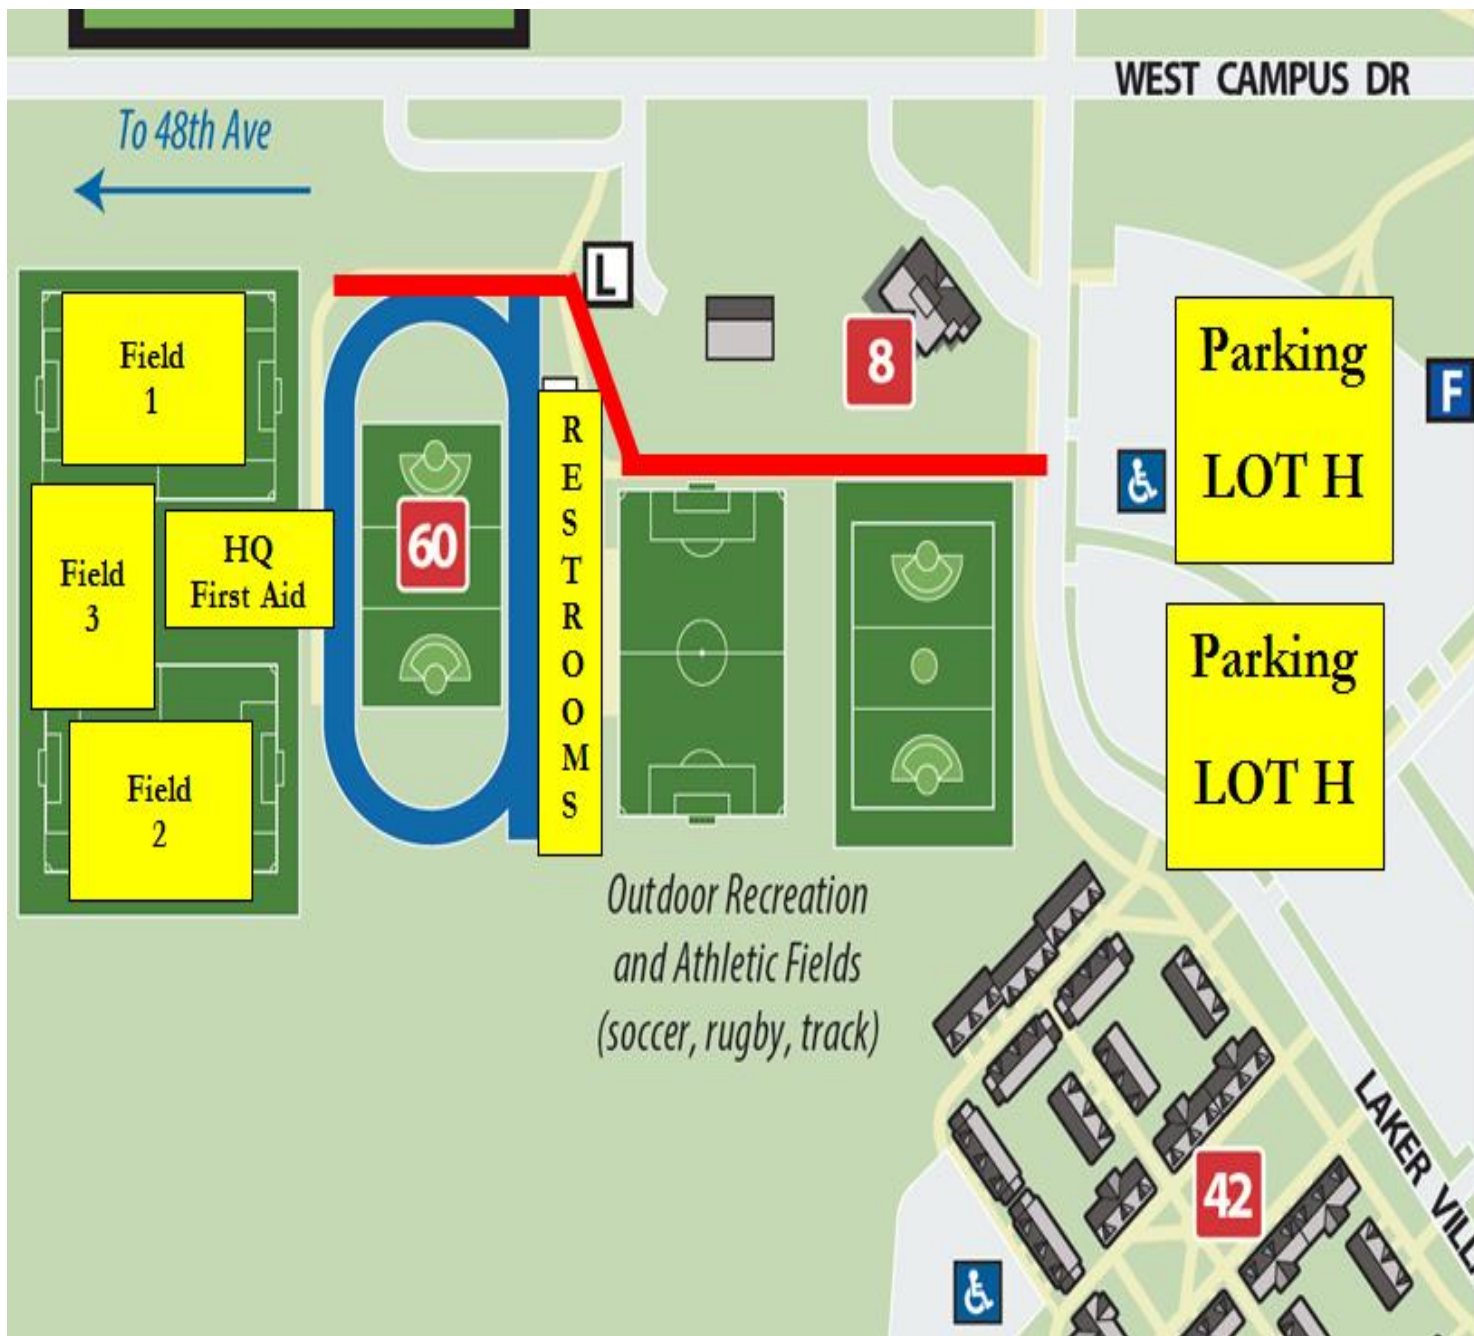 WEST CAMPUS DR
To 48th Ave
L
Field
1
8
Parking
LOT H
F
RESTROOMS
HQ
First Aid
60
Field
3
Parking
LOT H
Field
2
Outdoor Recreation
and Athletic Fields
(soccer, rugby, track)
LAKER
42